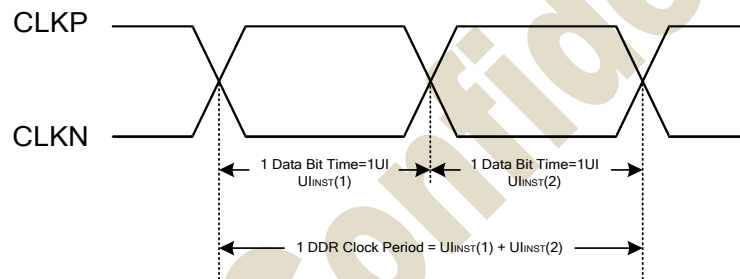 CLKP
CLKN
1 Data Bit Time=1UI
UIINST(1)
1 Data Bit Time=1UI
UIINST(2)
1 DDR Clock Period = UIINST(1) + UIINST(2)